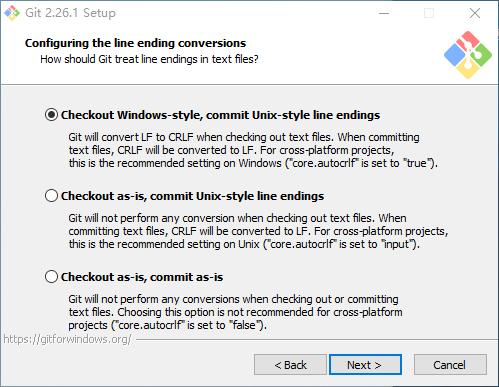 Git 2.26.1 Setup
Configuring the line ending conversions
How should Git treat line endings in text files?
Checkout Windows-style, commit Unix-style line endings
Git will convert LF to CRLF when checking out text files. When committing
text files, CRLF will be converted to LF. For cross-platform projects,
this is the recommended setting on Windows ("core.autocrlf" is set to "true").
Checkout as-is, commit Unix-style line endings
Git will not perform any conversion when checking out text files. When
committing text files, CRLF will be converted to LF. For cross-platform projects,
this is the recommended setting on Unix ("core.autocrlf" is set to "input").
Checkout as-is, commit as-is
Git will not perform any conversions when checking out or committing
text files. Choosing this option is not recommended for cross-platform
projects ("core.autocrlf" is set to "false").
https://gitforwindows.org/
< Back Next > Cancel